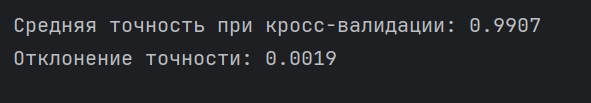 Средняя точность при кросс-валидации: 0.9907
Отклонение точности: 0.0019